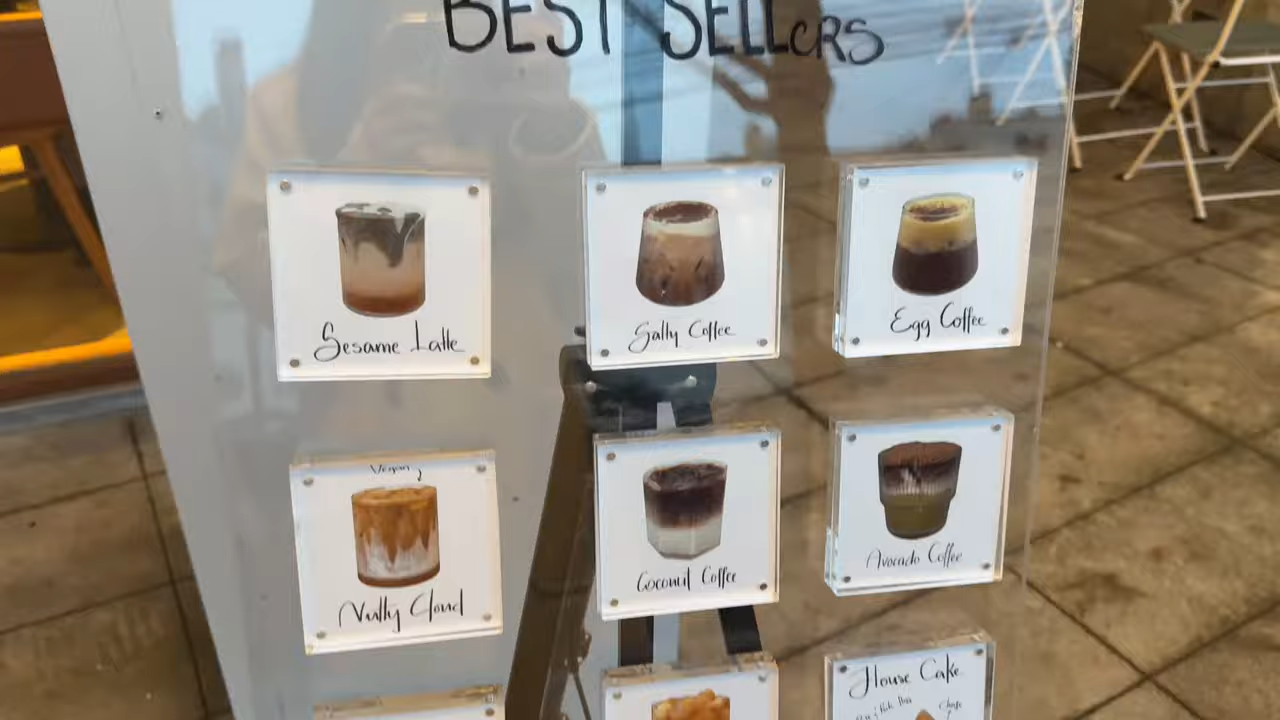 BEST SELLERS
Sesame Latte
Salty Coffee
Egg Coffee
Vegan
Nutty Cloud
Coconut Coffee
Avocado Coffee
House Cake